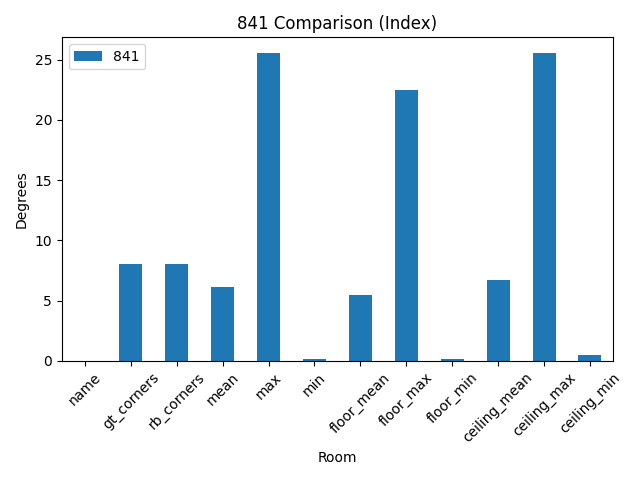 841 Comparison (Index)
841
Degrees
25
20
15
10
5
0
name
gt_corners
rb_corners
mean
max
min
floor_mean
floor_max
floor_min
ceiling_mean
ceiling_max
ceiling_min
Room